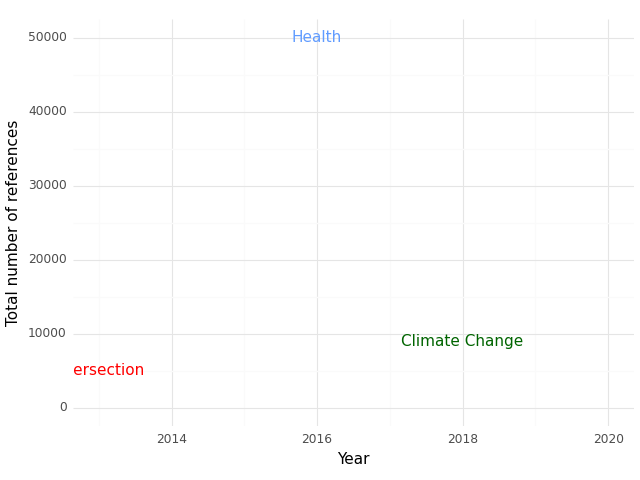 Health
50000
40000
30000
20000
10000
0
Climate Change
ersection
Total number of references
2014
2016
2018
2020
Year